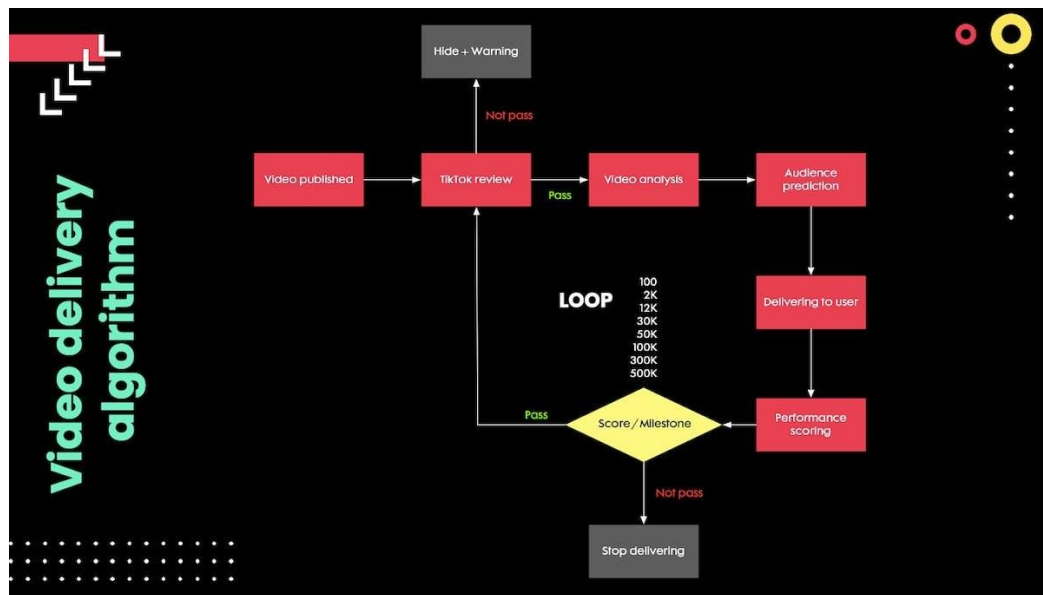 Video delivery
algorithm
Hide + Warning
Not pass
Video published
TikTok review
Pass
Video analysis
Audience
prediction
Delivering to user
LOOP
100
2K
12K
30K
50K
100K
300K
500K
Performance
scoring
Score / Milestone
Pass
Not pass
Stop delivering